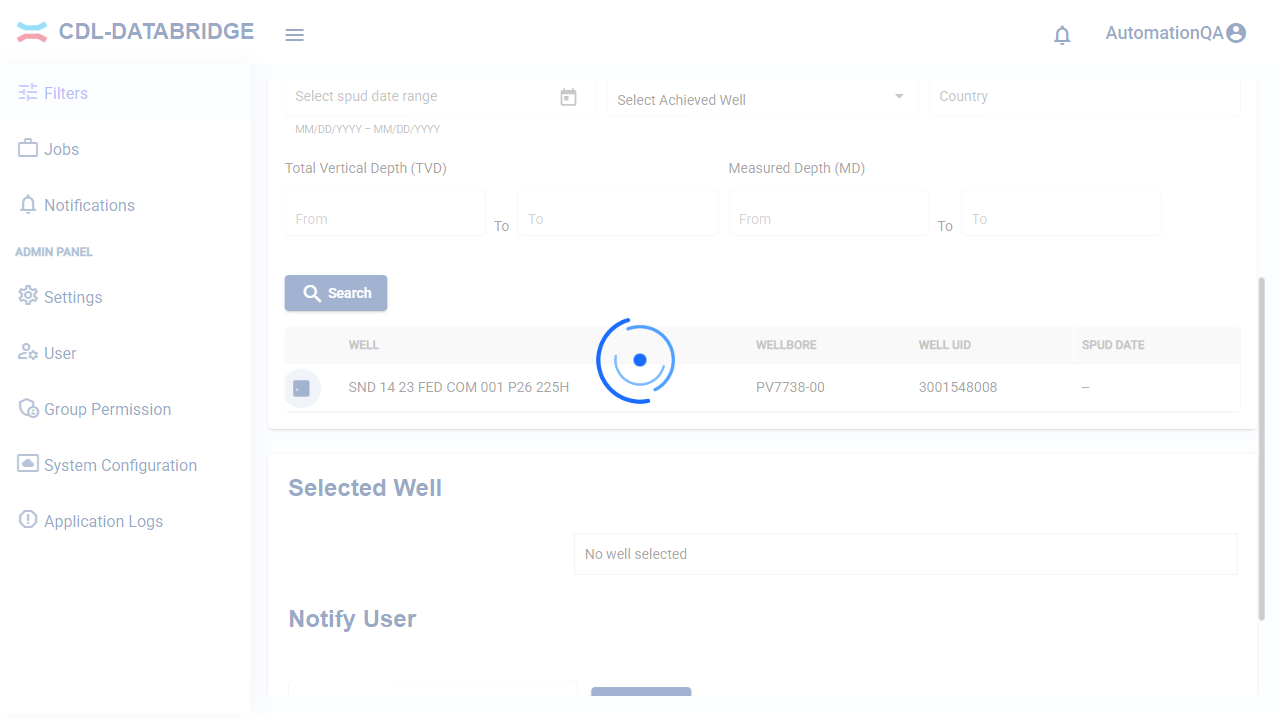 CDL-DATABRIDGE
AutomationQA
Filters
Jobs
Notifications
ADMIN PANEL
Settings
User
Group Permission
System Configuration
Application Logs
Select spud date range
Select Achieved Well
Country
MM/DD/YYYY – MM/DD/YYYY
Total Vertical Depth (TVD)
Measured Depth (MD)
From
To
To
From
To
To
Search
WELL
WELLBORE
WELL UID
SPUD DATE
SND 14 23 FED COM 001 P26 225H
PV7738-00
3001548008
--
Selected Well
No well selected
Notify User